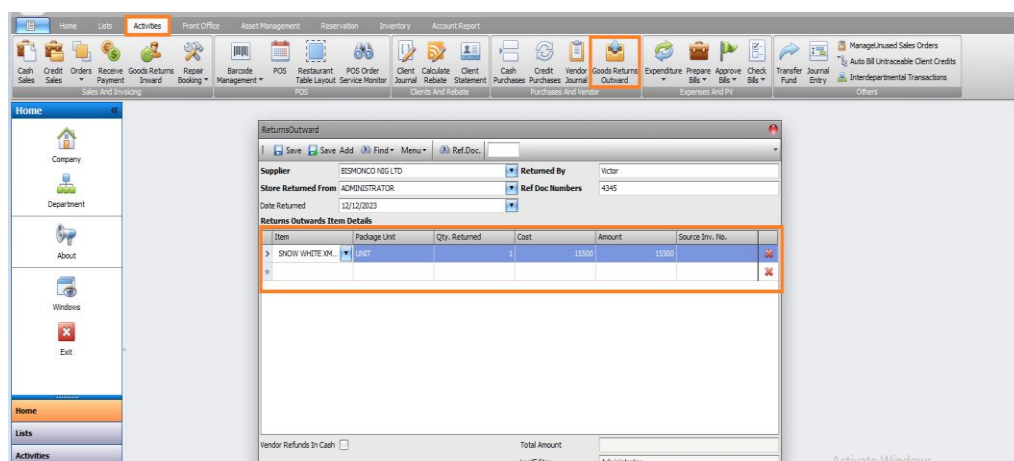 Home Lists Activities Front Office Asset Management Reservation Inventory Account Report
Cash Sales
Credit Sales
Orders
Receive Payment
Goods Returns Inward
Repair Booking
Barcode Management
POS
Restaurant Table Layout
POS Order Service Monitor
Client Journal
Calculate Rebate
Client Statement
Cash Purchases
Credit Purchases
Vendor Journal
Goods Returns Outward
Expenditure
Prepare Bills
Approve Bills
Check Bills
Transfer Fund
Journal Entry
ManageUnused Sales Orders
Auto Bill Untraceable Client Credits
Interdepartmental Transactions
Sales And Invoicing POS Clients And Rebate Purchases And Vendor Expenses And PV Others
Home «
Company
Department
About
Windows
Exit
Home
Lists
Activities
ReturnsOutward
Save Save Add Find Menu Ref.Doc.
Supplier BISMONCO NIG LTD Returned By Victor
Store Returned From ADMINISTRATOR Ref Doc Numbers 4345
Date Returned 12/12/2023
Returns Outwards Item Details
Item Package Unit Qty. Returned Cost Amount Source Inv. No.
SNOW WHITE XM... UNIT 1 15500 15500
Vendor Refunds In Cash Total Amount